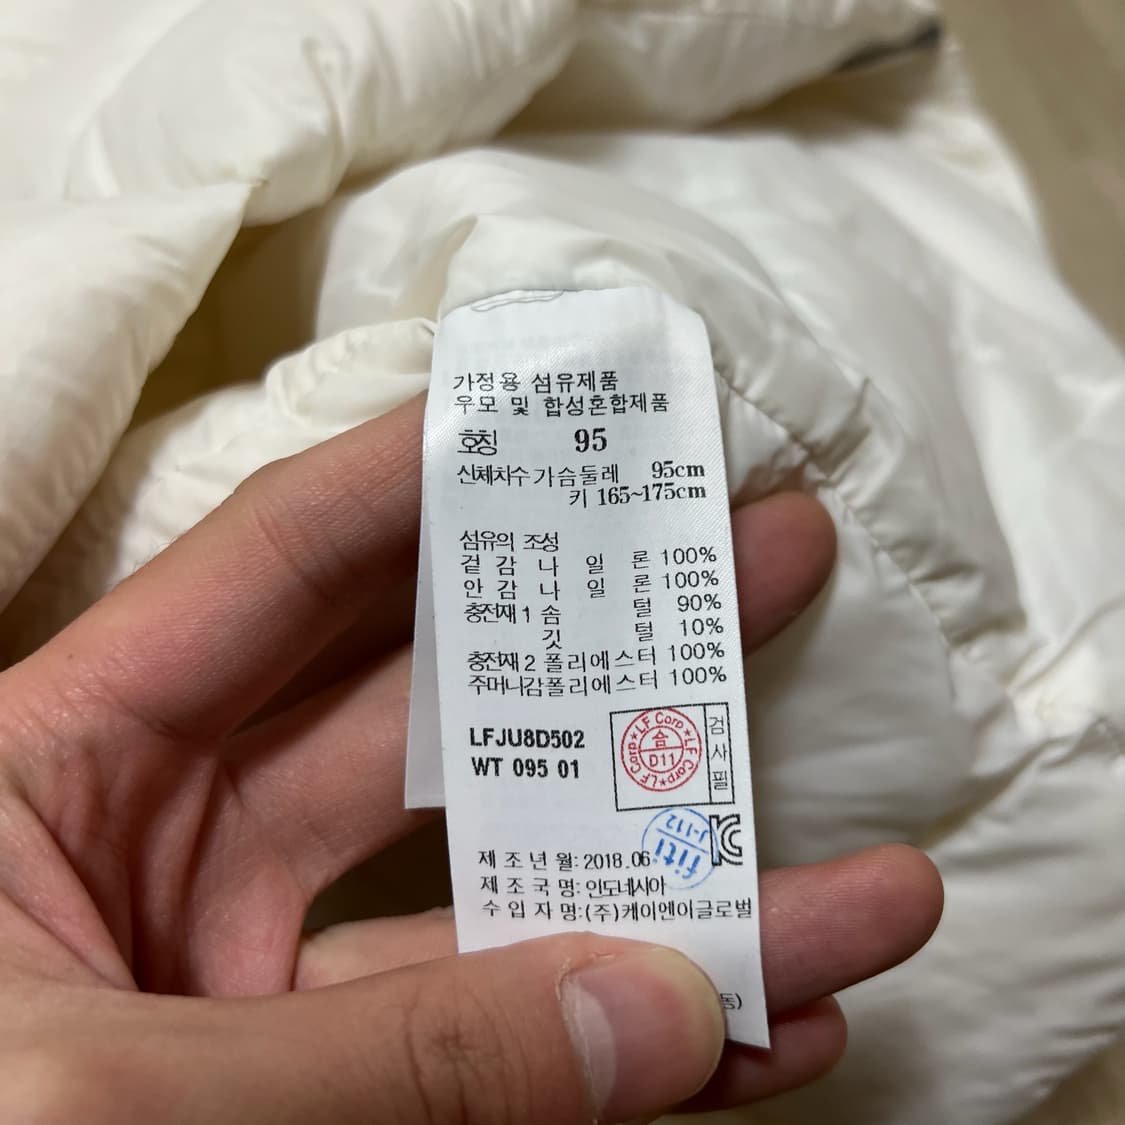 가정용 섬유제품
우모 및 합성혼합제품
호칭 95
신체치수 가슴둘레 95cm
키 165~175cm
섬유의 조성
겉감 나일론 100%
안감 나일론 100%
충전재1 솜털 90%
깃털 10%
충전재2 폴리에스터 100%
주머니감 폴리에스터 100%
LFJU8D502
WT 095 01
LF Corp★LF Corp★LF Corp★
솜
D11
검사필
fiti
J-112
제조년월: 2018.06
제조국명: 인도네시아
수입자명: (주)케이엔이글로벌
동)